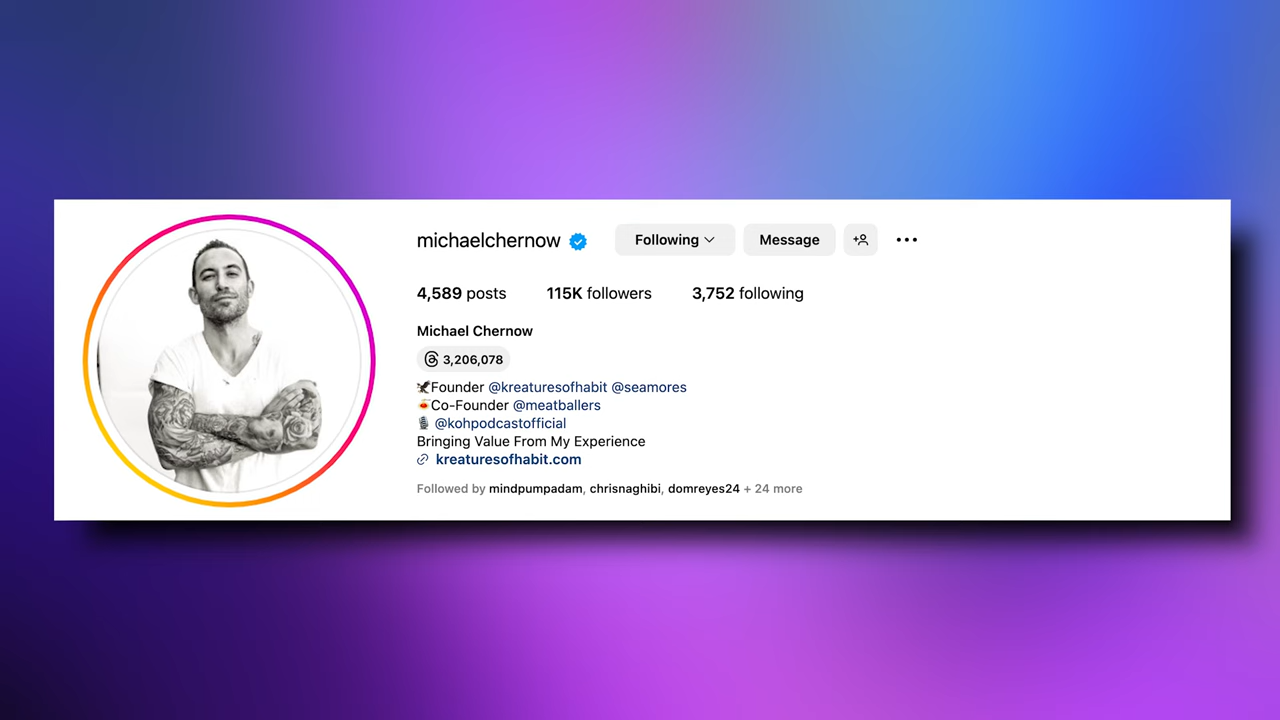 michaelchernow Following Message
4,589 posts 115K followers 3,752 following
Michael Chernow
3,206,078
Founder @kreaturesofhabit @seamores
Co-Founder @meatballers
@kohpodcastofficial
Bringing Value From My Experience
kreaturesofhabit.com
Followed by mindpumpadam, chrisnaghibi, domreyes24 + 24 more